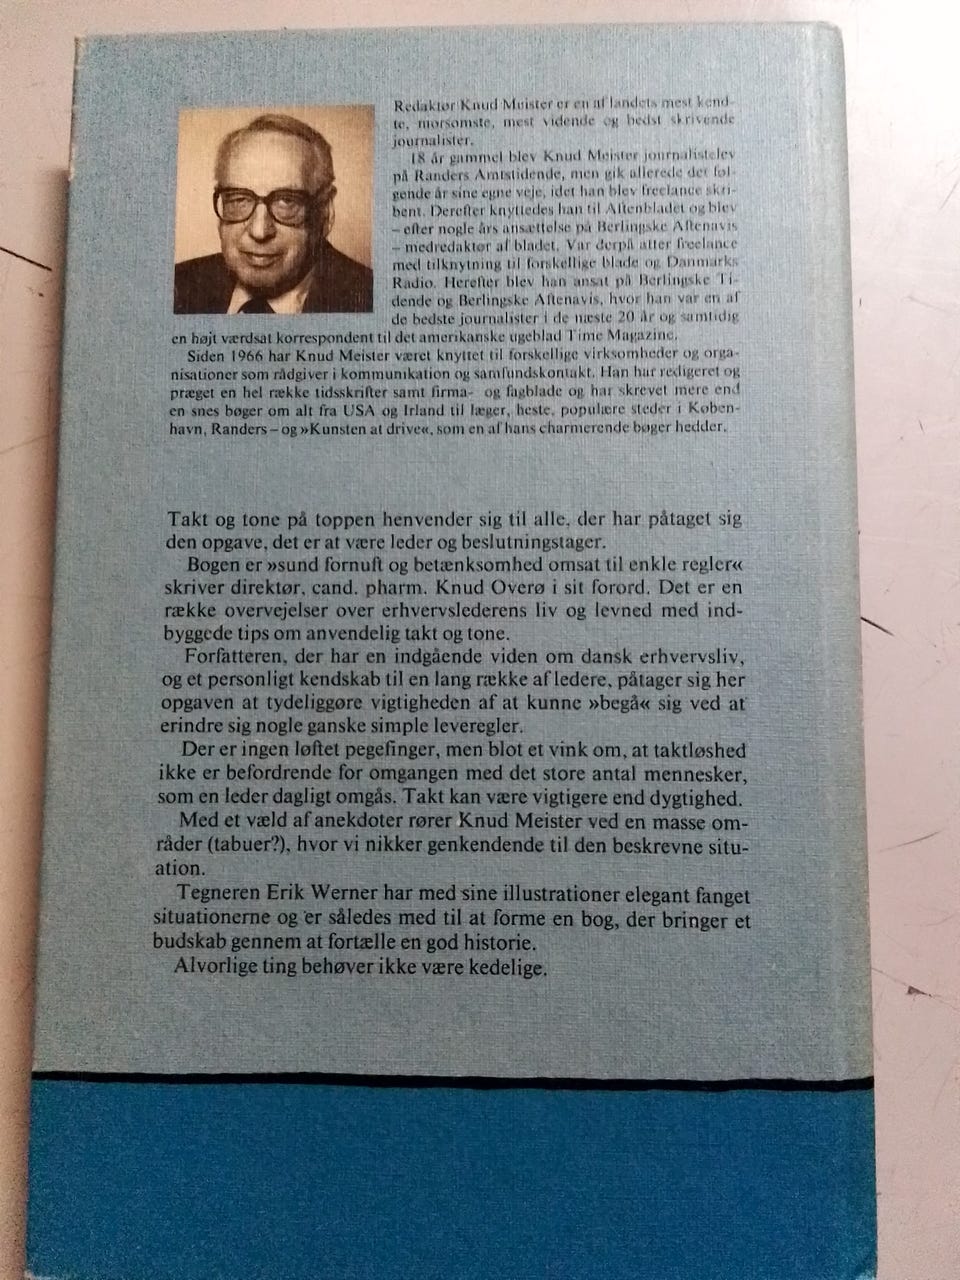 Redaktør Knud Meister er en af landets mest kend-
te, morsomste, mest vidende og bedst skrivende
journalister.
18 år gammel blev Knud Meister journalistelev
på Randers Amtstidende, men gik allerede det føl-
gende år sine egne veje, idet han blev freelance skri-
bent. Derefter knyttedes han til Aftenbladet og blev
– efter nogle års ansættelse på Berlingske Aftenavis
– medredaktør af bladet. Var derpå atter freelance
med tilknytning til forskellige blade og Danmarks
Radio. Herefter blev han ansat på Berlingske Ti-
dende og Berlingske Aftenavis, hvor han var en af
de bedste journalister i de næste 20 år og samtidig
en højt værdsat korrespondent til det amerikanske ugeblad Time Magazine.
Siden 1966 har Knud Meister været knyttet til forskellige virksomheder og orga-
nisationer som rådgiver i kommunikation og samfundskontakt. Han har redigeret og
præget en hel række tidsskrifter samt firma- og fagblade og har skrevet mere end
en snes bøger om alt fra USA og Irland til læger, heste, populære steder i Køben-
havn, Randers – og »Kunsten at drive«, som en af hans charmerende bøger hedder.
Takt og tone på toppen henvender sig til alle, der har påtaget sig
den opgave, det er at være leder og beslutningstager.
Bogen er »sund fornuft og betænksomhed omsat til enkle regler«
skriver direktør, cand. pharm. Knud Overø i sit forord. Det er en
række overvejelser over erhvervslederens liv og levned med ind-
byggede tips om anvendelig takt og tone.
Forfatteren, der har en indgående viden om dansk erhvervsliv,
og et personligt kendskab til en lang række af ledere, påtager sig her
opgaven at tydeliggøre vigtigheden af at kunne »begå« sig ved at
erindre sig nogle ganske simple leveregler.
Der er ingen løftet pegefinger, men blot et vink om, at taktløshed
ikke er befordrende for omgangen med det store antal mennesker,
som en leder dagligt omgås. Takt kan være vigtigere end dygtighed.
Med et væld af anekdoter rører Knud Meister ved en masse om-
råder (tabuer?), hvor vi nikker genkendende til den beskrevne situ-
ation.
Tegneren Erik Werner har med sine illustrationer elegant fanget
situationerne og er således med til at forme en bog, der bringer et
budskab gennem at fortælle en god historie.
Alvorlige ting behøver ikke være kedelige.